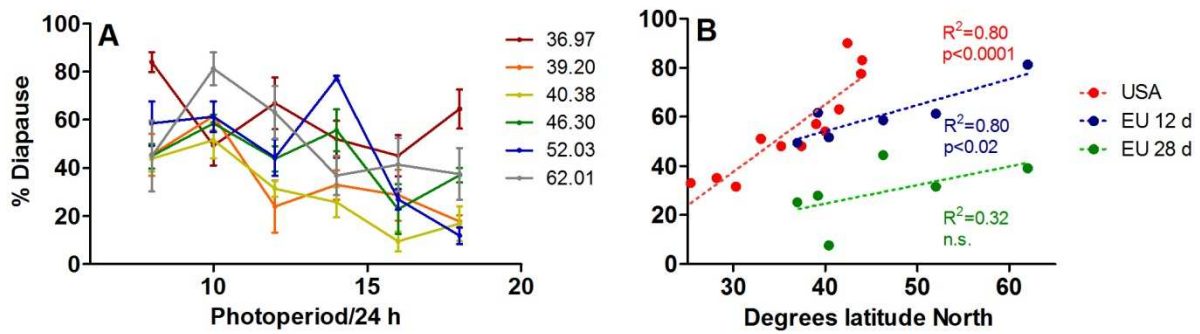 A
% Diapause
100
80
60
40
20
0
10
15
20
Photoperiod/24 h
36.97
39.20
40.38
46.30
52.03
62.01
B
100
80
60
40
20
0
30
40
50
60
Degrees latitude North
R²=0.80
p<0.0001
R²=0.80
p<0.02
R²=0.32
n.s.
USA
EU 12 d
EU 28 d